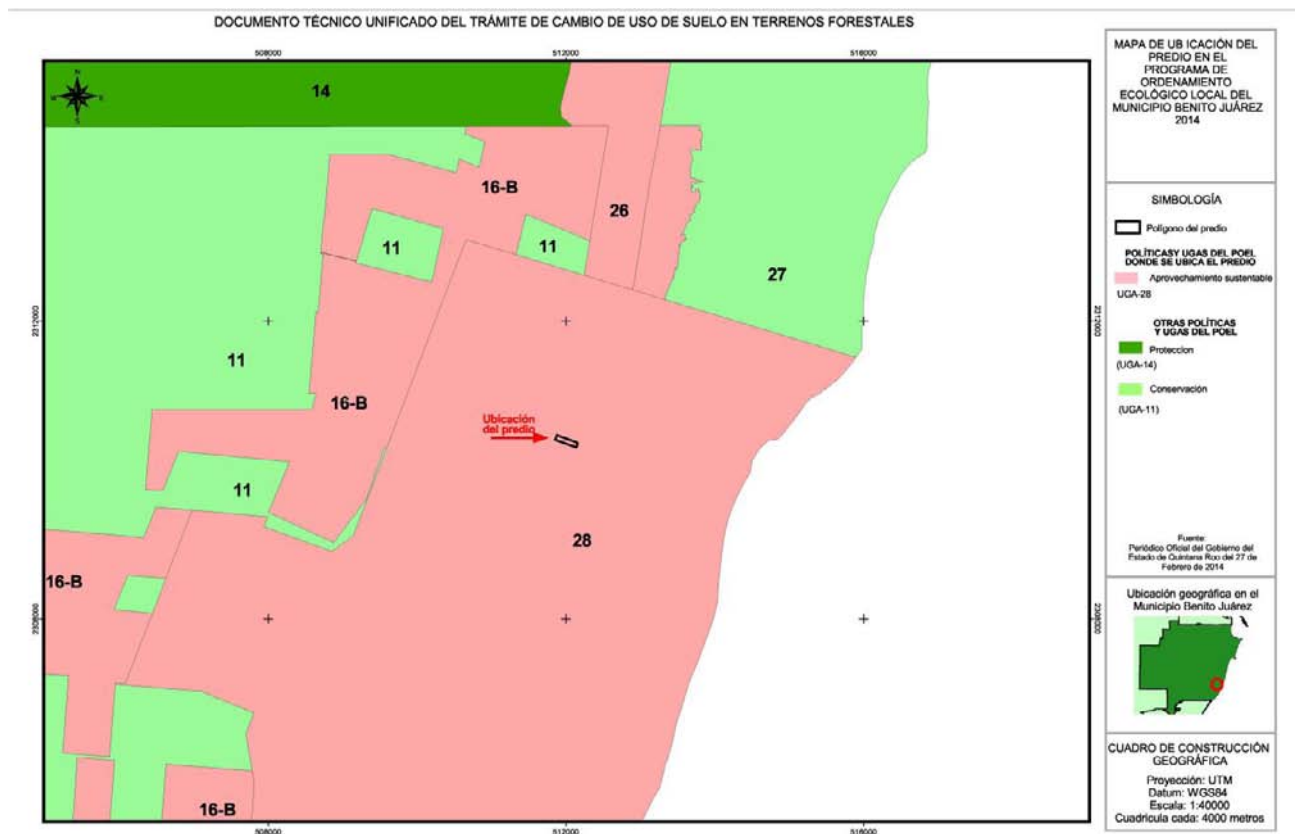 DOCUMENTO TÉCNICO UNIFICADO DEL TRÁMITE DE CAMBIO DE USO DE SUELO EN TERRENOS FORESTALES
508000
512000
516000
N
W
E
S
14
16-B
26
11
11
27
2312000
2312000
11
16-B
Ubicación
del predio
11
28
16-B
2308000
2308000
16-B
508000
512000
516000
MAPA DE UB ICACIÓN DEL
PREDIO EN EL
PROGRAMA DE
ORDENAMIENTO
ECOLÓGICO LOCAL DEL
MUNICIPIO BENITO JUÁREZ
2014
SIMBOLOGÍA
Polígono del predio
POLÍTICASY UGAS DEL POEL
DONDE SE UBICA EL PREDIO
Aprovechamiento sustentable
UGA-28
OTRAS POLÍTICAS
Y UGAS DEL POEL
Proteccion
(UGA-14)
Conservación
(UGA-11)
Fuente:
Periódico Oficial del Gobierno del
Estado de Quintana Roo del 27 de
Febrero de 2014
Ubicación geográfica en el
Municipio Benito Juárez
CUADRO DE CONSTRUCCIÓN
GEOGRÁFICA
Proyección: UTM
Datum: WGS84
Escala: 1:40000
Cuadricula cada: 4000 metros